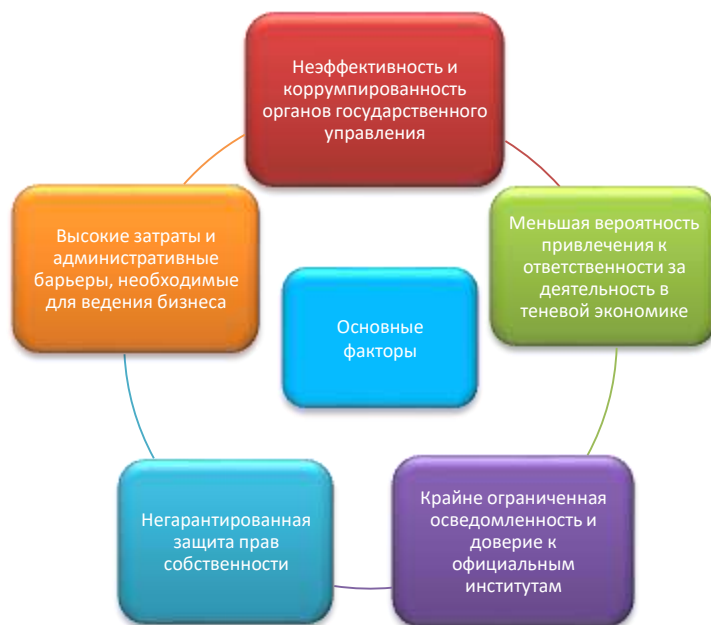 Неэффективность и
коррумпированность
органов государственного
управления
Меньшая вероятность
привлечения к
ответственности за
деятельность в
теневой экономике
Крайне ограниченная
осведомленность и
доверие к
официальным
институтам
Негарантированная
защита прав
собственности
Высокие затраты и
административные
барьеры, необходимые
для ведения бизнеса
Основные
факторы